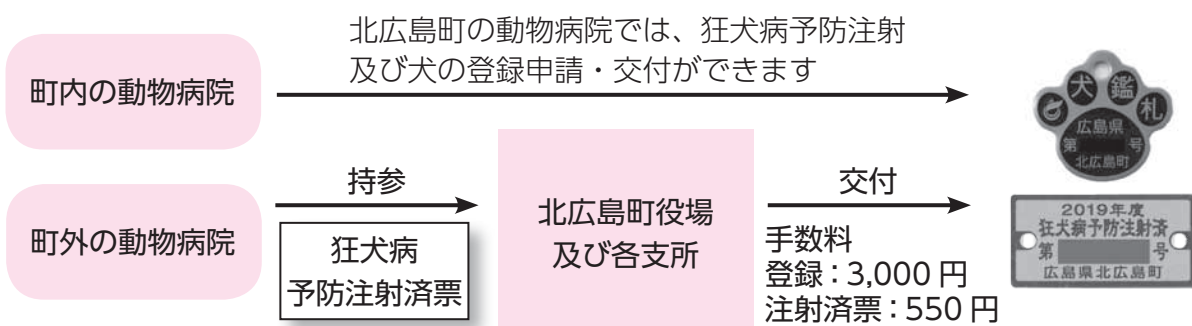 北広島町の動物病院では、狂犬病予防注射
及び犬の登録申請・交付ができます
町内の動物病院
町外の動物病院
持参
狂犬病
予防注射済票
北広島町役場
及び各支所
交付
手数料
登録：3,000 円
注射済票：550 円
犬鑑札
広島県
第 号
北広島町
2019年度
狂犬病予防注射済
第 号
広島県北広島町